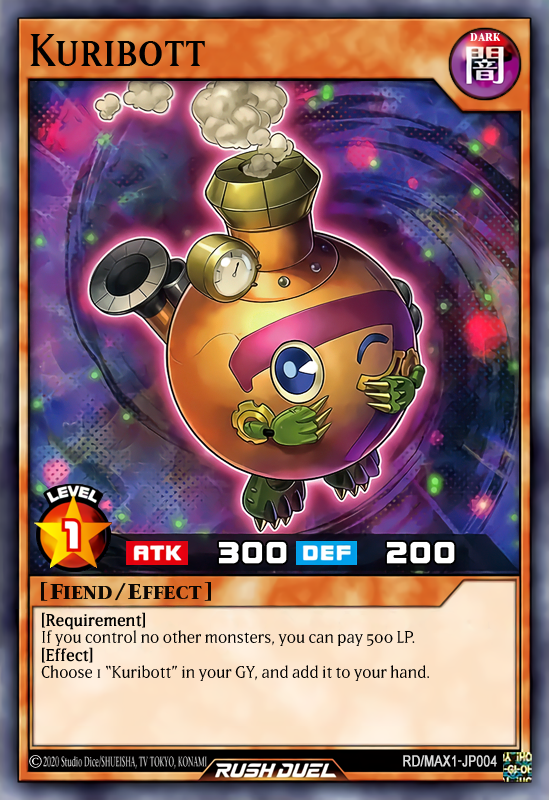 Kuribott
DARK
闇
LEVEL
1
ATK 300 DEF 200
[Fiend/Effect]
[Requirement]
If you control no other monsters, you can pay 500 LP.
[Effect]
Choose 1 “Kuribott” in your GY, and add it to your hand.
©2020 Studio Dice/SHUEISHA, TV TOKYO, KONAMI
RUSH DUEL
RD/MAX1-JP004